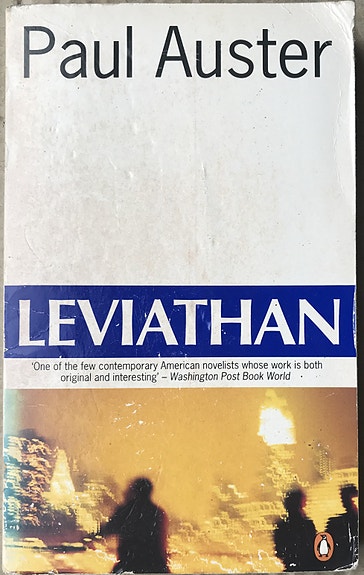 Paul Auster
LEVIATHAN
‘One of the few contemporary American novelists whose work is both
original and interesting’ – Washington Post Book World